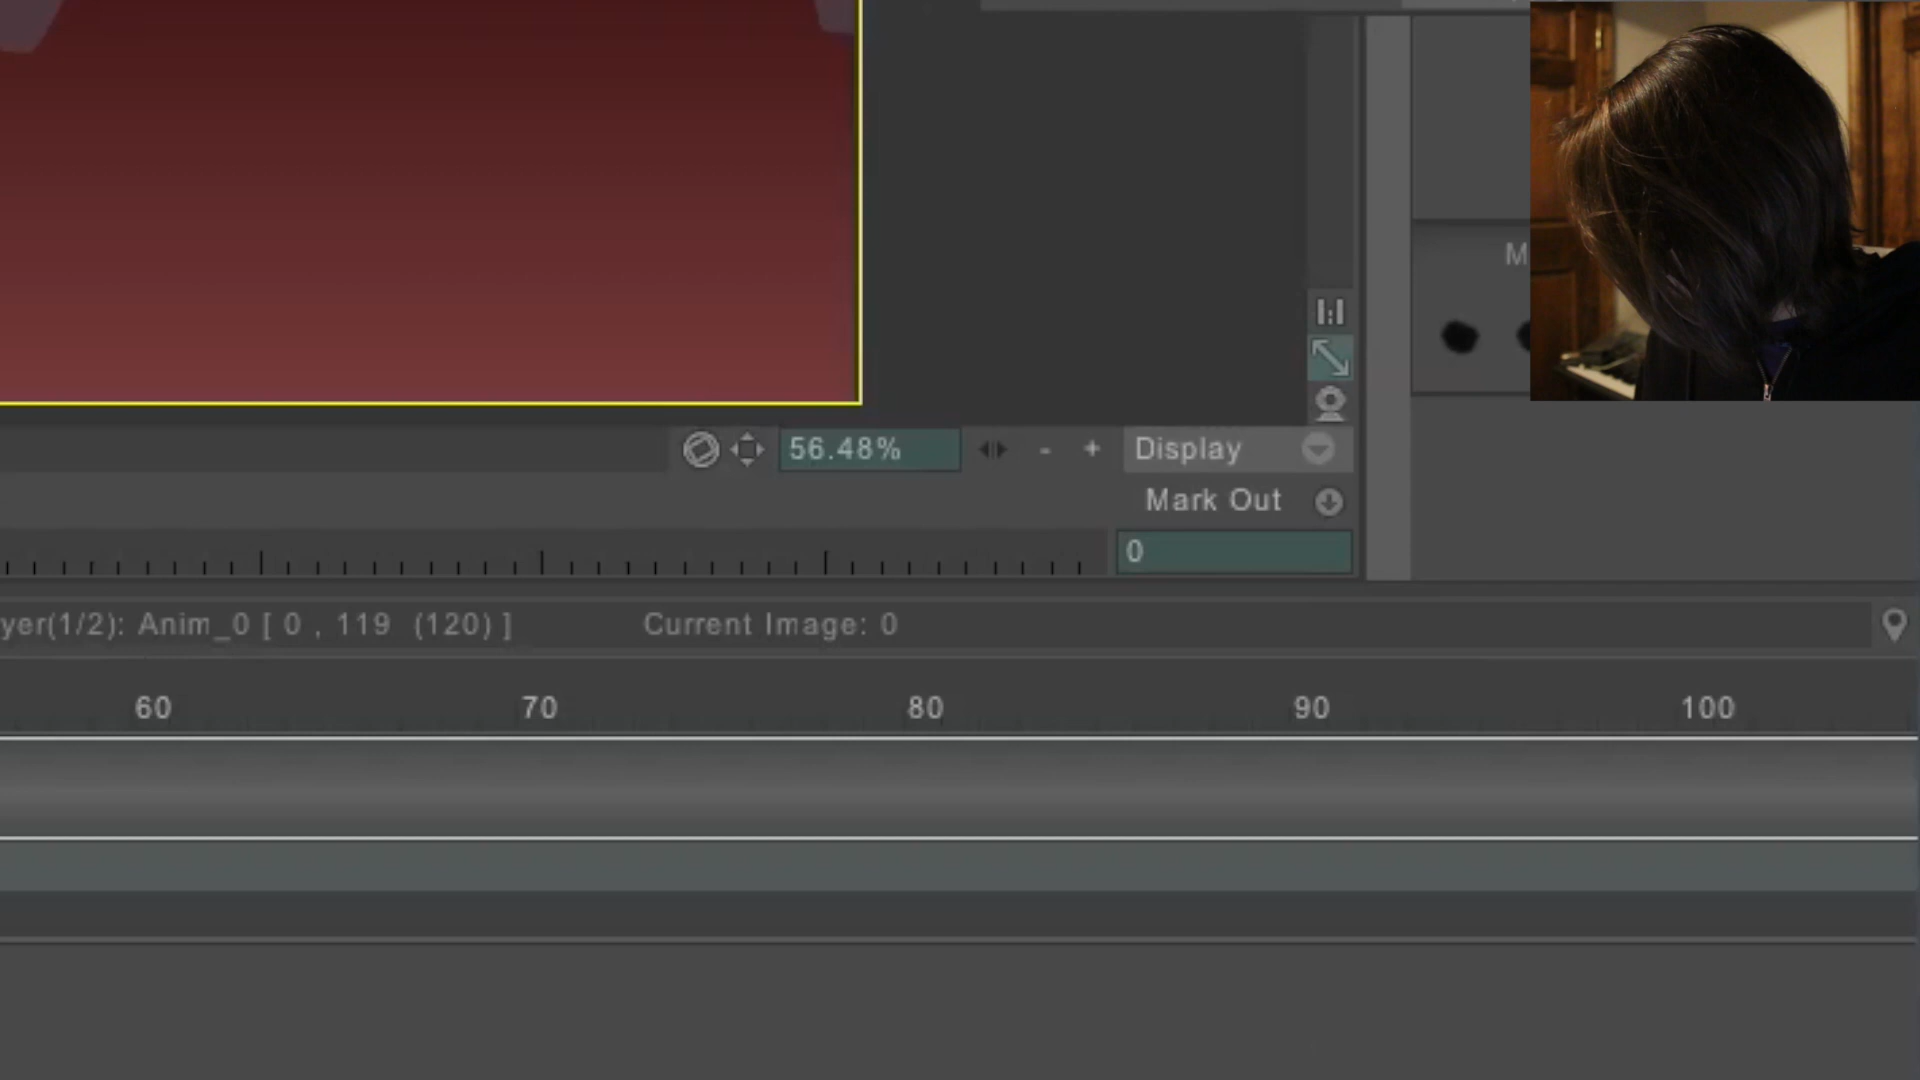 M
56.48% - + Display
Mark Out
0
yer(1/2): Anim_0 [ 0 , 119 (120) ] Current Image: 0
60 70 80 90 100